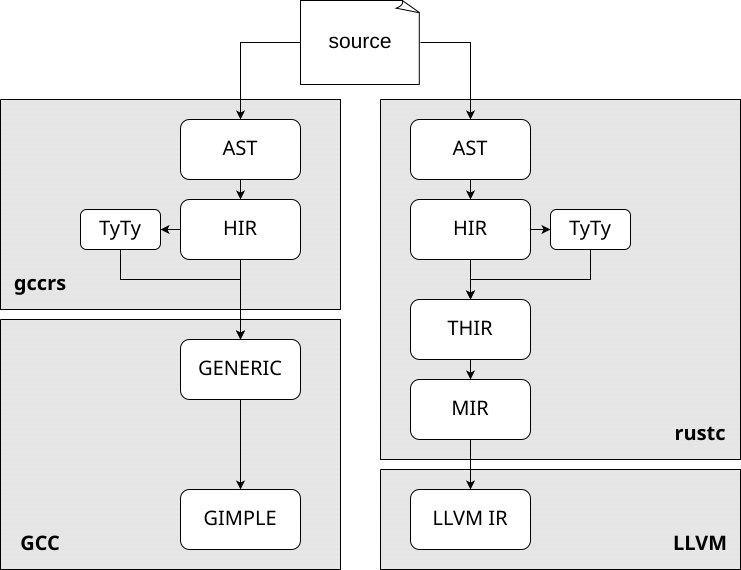 source
AST
HIR
TyTy
gccrs
GENERIC
GIMPLE
GCC
AST
HIR
TyTy
THIR
MIR
rustc
LLVM IR
LLVM